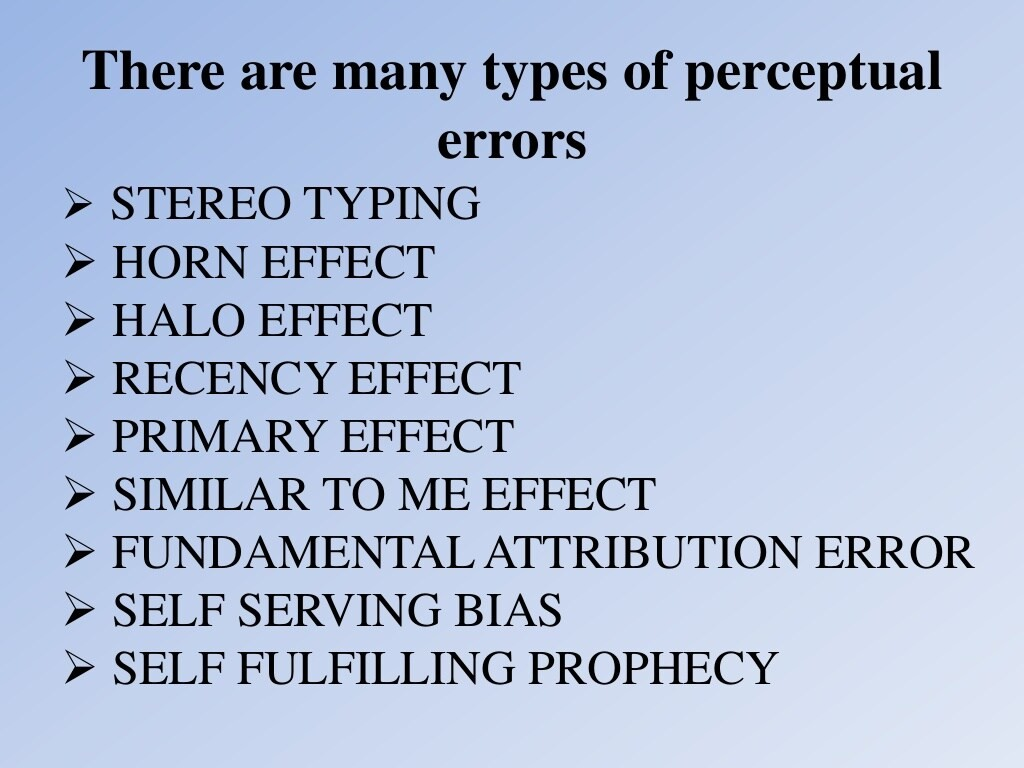 There are many types of perceptual
errors
➢ STEREO TYPING
➢ HORN EFFECT
➢ HALO EFFECT
➢ RECENCY EFFECT
➢ PRIMARY EFFECT
➢ SIMILAR TO ME EFFECT
➢ FUNDAMENTAL ATTRIBUTION ERROR
➢ SELF SERVING BIAS
➢ SELF FULFILLING PROPHECY